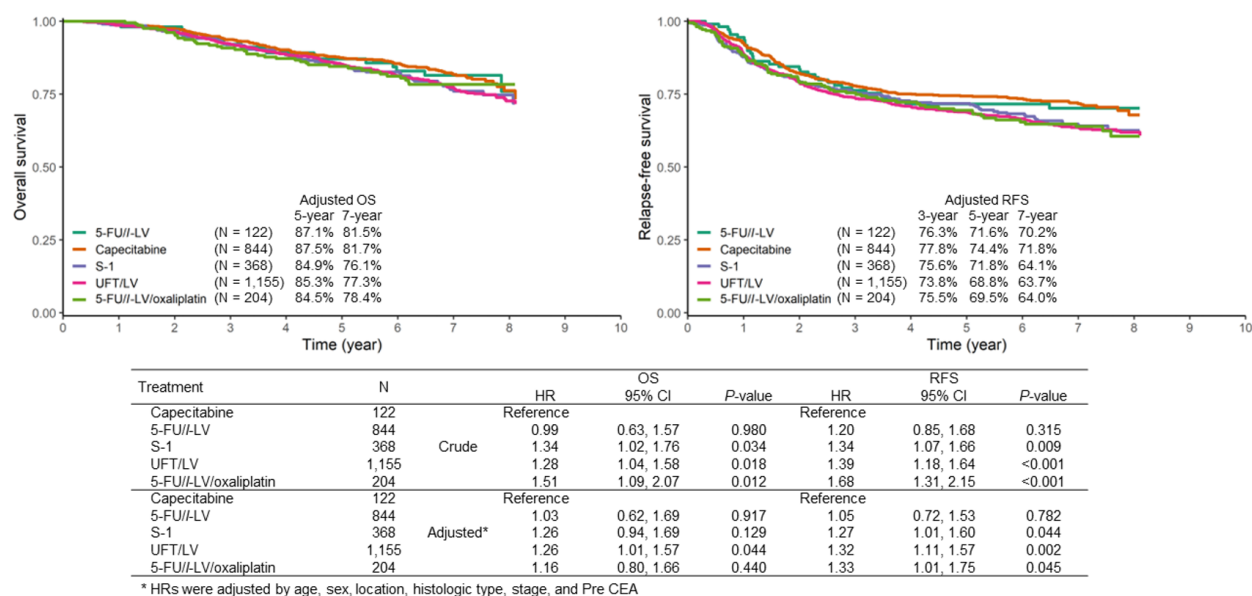 Overall survival
1.00
0.75
0.50
0.25
0.00
Adjusted OS
5-year 7-year
5-FU/l-LV (N = 122) 87.1% 81.5%
Capecitabine (N = 844) 87.5% 81.7%
S-1 (N = 368) 84.9% 76.1%
UFT/LV (N = 1,155) 85.3% 77.3%
5-FU/l-LV/oxaliplatin (N = 204) 84.5% 78.4%
0 1 2 3 4 5 6 7 8 9 10
Time (year)
Relapse-free survival
1.00
0.75
0.50
0.25
0.00
Adjusted RFS
3-year 5-year 7-year
5-FU/l-LV (N = 122) 76.3% 71.6% 70.2%
Capecitabine (N = 844) 77.8% 74.4% 71.8%
S-1 (N = 368) 75.6% 71.8% 64.1%
UFT/LV (N = 1,155) 73.8% 68.8% 63.7%
5-FU/l-LV/oxaliplatin (N = 204) 75.5% 69.5% 64.0%
0 1 2 3 4 5 6 7 8 9 10
Time (year)
OS RFS
Treatment N HR 95% CI P-value HR 95% CI P-value
Capecitabine 122 Reference Reference
5-FU/l-LV 844 0.99 0.63, 1.57 0.980 1.20 0.85, 1.68 0.315
S-1 368 Crude 1.34 1.02, 1.76 0.034 1.34 1.07, 1.66 0.009
UFT/LV 1,155 1.28 1.04, 1.58 0.018 1.39 1.18, 1.64 <0.001
5-FU/l-LV/oxaliplatin 204 1.51 1.09, 2.07 0.012 1.68 1.31, 2.15 <0.001
Capecitabine 122 Reference Reference
5-FU/l-LV 844 1.03 0.62, 1.69 0.917 1.05 0.72, 1.53 0.782
S-1 368 Adjusted* 1.26 0.94, 1.69 0.129 1.27 1.01, 1.60 0.044
UFT/LV 1,155 1.26 1.01, 1.57 0.044 1.32 1.11, 1.57 0.002
5-FU/l-LV/oxaliplatin 204 1.16 0.80, 1.66 0.440 1.33 1.01, 1.75 0.045
* HRs were adjusted by age, sex, location, histologic type, stage, and Pre CEA